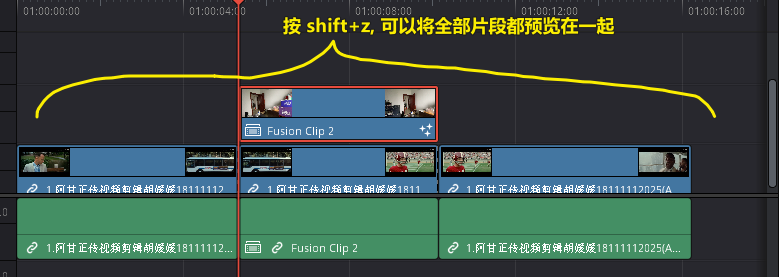 01:00:00:00 01:00:04:00 01:00:08:00 01:00:12:00 01:00:16:00
按 shift+z, 可以将全部片段都预览在一起
Fusion Clip 2
1.阿甘正传视频剪辑胡媛媛18111112... 1.阿甘正传视频剪辑胡媛媛1811... 1.阿甘正传视频剪辑胡媛媛18111112025(A...
.0
1.阿甘正传视频剪辑胡媛媛18111112... Fusion Clip 2 1.阿甘正传视频剪辑胡媛媛18111112025(A...